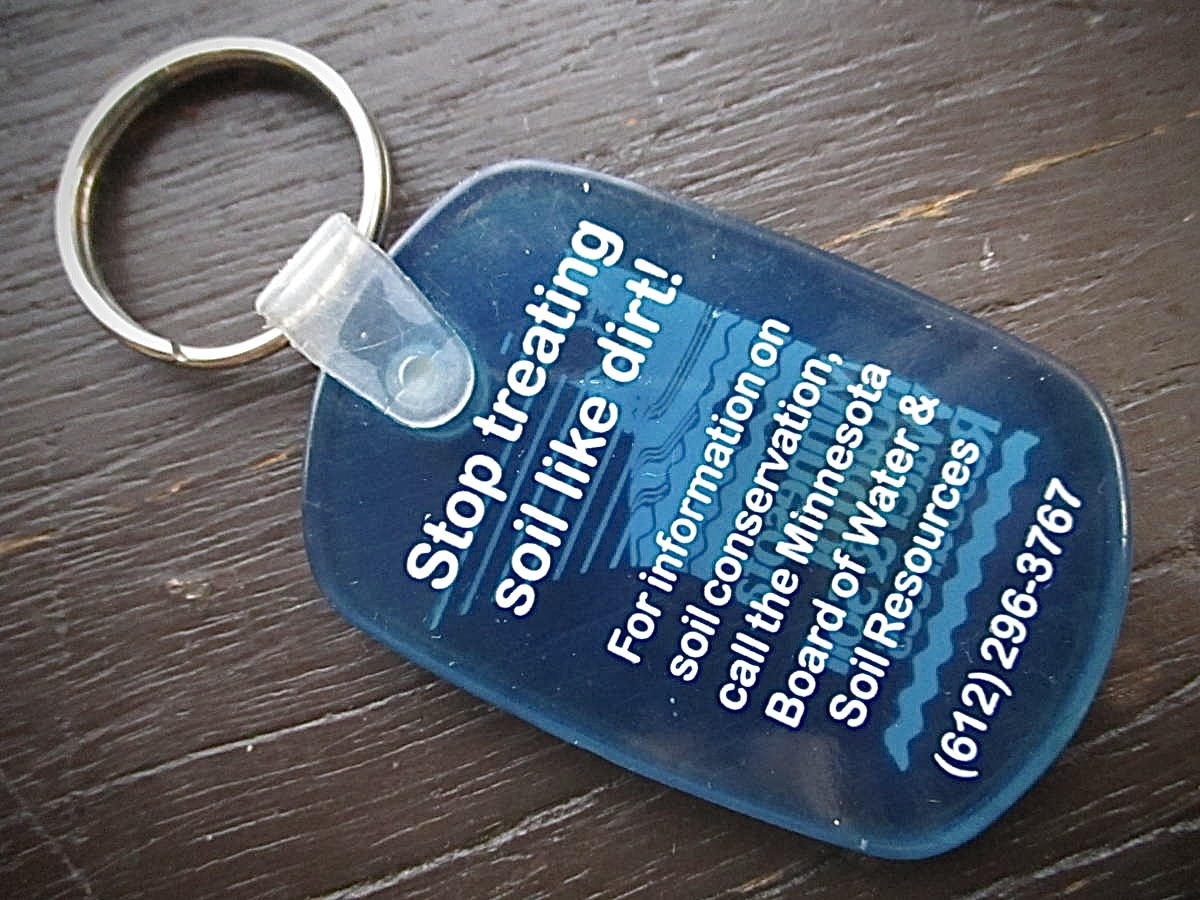 Stop treating
soil like dirt!
For information on
soil conservation,
call the Minnesota
Board of Water &
Soil Resources
(612) 296-3767